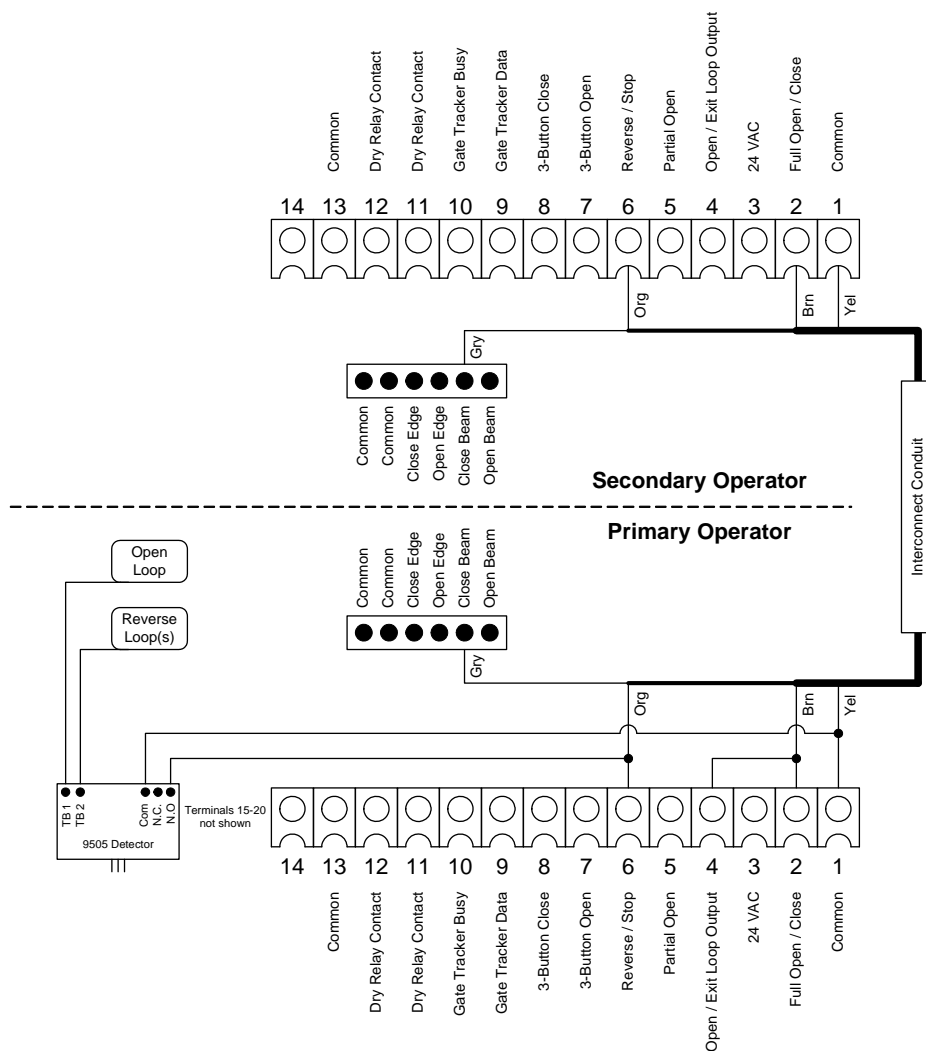 Common
Dry Relay Contact
Dry Relay Contact
Gate Tracker Busy
Gate Tracker Data
3-Button Close
3-Button Open
Reverse / Stop
Partial Open
Open / Exit Loop Output
24 VAC
Full Open / Close
Common
14 13 12 11 10 9 8 7 6 5 4 3 2 1
Org
Brn
Yel
Gry
Common
Common
Close Edge
Open Edge
Close Beam
Open Beam
Interconnect Conduit
Secondary Operator
Primary Operator
Common
Common
Close Edge
Open Edge
Close Beam
Open Beam
Open
Loop
Reverse
Loop(s)
Gry
Org
Brn
Yel
TB 1
TB 2
Com
N.C.
N.O
9505 Detector
Terminals 15-20
not shown
14 13 12 11 10 9 8 7 6 5 4 3 2 1
Common
Dry Relay Contact
Dry Relay Contact
Gate Tracker Busy
Gate Tracker Data
3-Button Close
3-Button Open
Reverse / Stop
Partial Open
Open / Exit Loop Output
24 VAC
Full Open / Close
Common